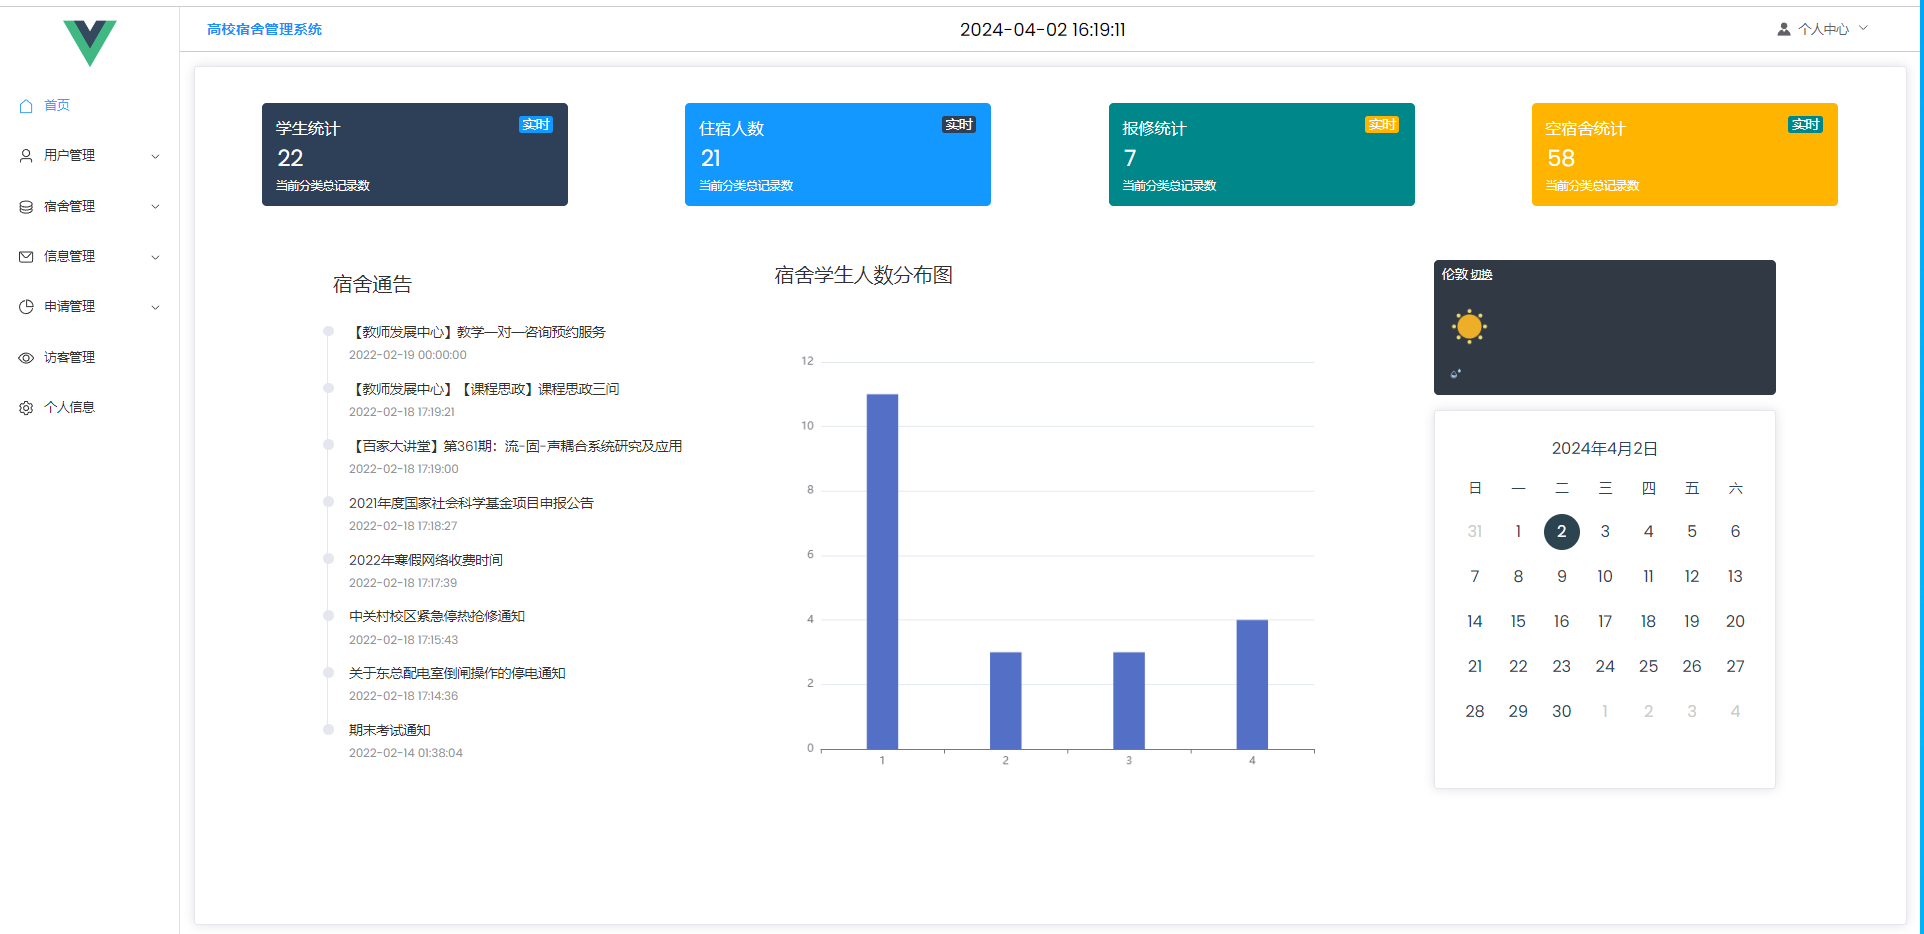 高校宿舍管理系统
2024-04-02 16:19:11
个人中心
首页
用户管理
宿舍管理
信息管理
申请管理
访客管理
个人信息
学生统计 实时
22
当前分类总记录数
住宿人数 实时
21
当前分类总记录数
报修统计 实时
7
当前分类总记录数
空宿舍统计 实时
58
当前分类总记录数
宿舍通告
【教师发展中心】教学一对一咨询预约服务
2022-02-19 00:00:00
【教师发展中心】【课程思政】课程思政三问
2022-02-18 17:19:21
【百家大讲堂】第361期：流-固-声耦合系统研究及应用
2022-02-18 17:19:00
2021年度国家社会科学基金项目申报公告
2022-02-18 17:18:27
2022年寒假网络收费时间
2022-02-18 17:17:39
中关村校区紧急停热抢修通知
2022-02-18 17:15:43
关于东总配电室倒闸操作的停电通知
2022-02-18 17:14:36
期末考试通知
2022-02-14 01:38:04
宿舍学生人数分布图
12
10
8
6
4
2
0
1 2 3 4
伦敦 切换
2024年4月2日
日 一 二 三 四 五 六
31 1 2 3 4 5 6
7 8 9 10 11 12 13
14 15 16 17 18 19 20
21 22 23 24 25 26 27
28 29 30 1 2 3 4